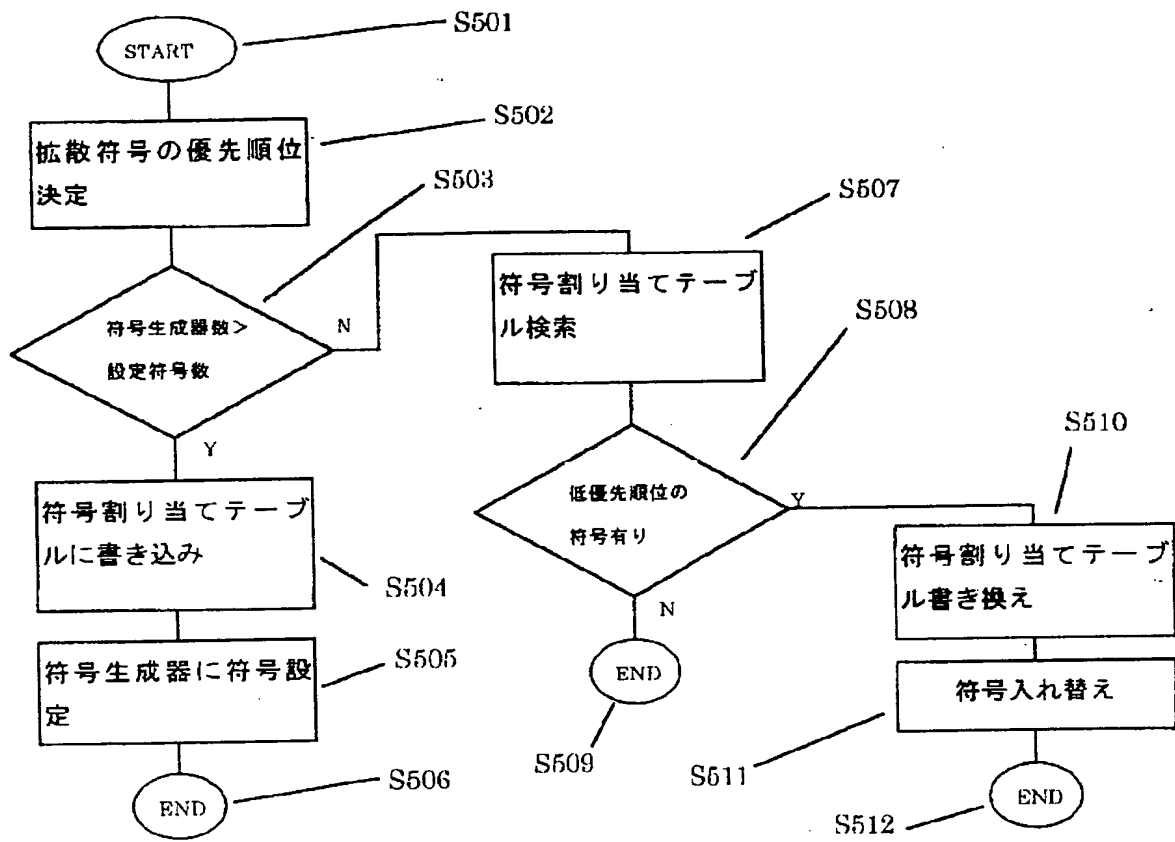 S501
START
S502
拡散符号の優先順位
決定
S503
符号生成器数>
設定符号数
N
Y
符号割り当てテーブ
ルに書き込み
S504
符号生成器に符号設
定
S505
END
S506
S507
符号割り当てテーブ
ル検索
S508
低優先順位の
符号有り
Y
N
END
S509
S510
符号割り当てテーブ
ル書き換え
符号入れ替え
S511
END
S512